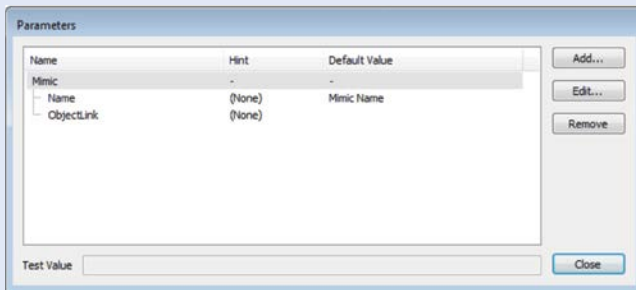 Parameters
Name Hint Default Value Add...
Mimic - -
Name (None) Mimic Name Edit...
ObjectLink (None)
Remove
Test Value Close